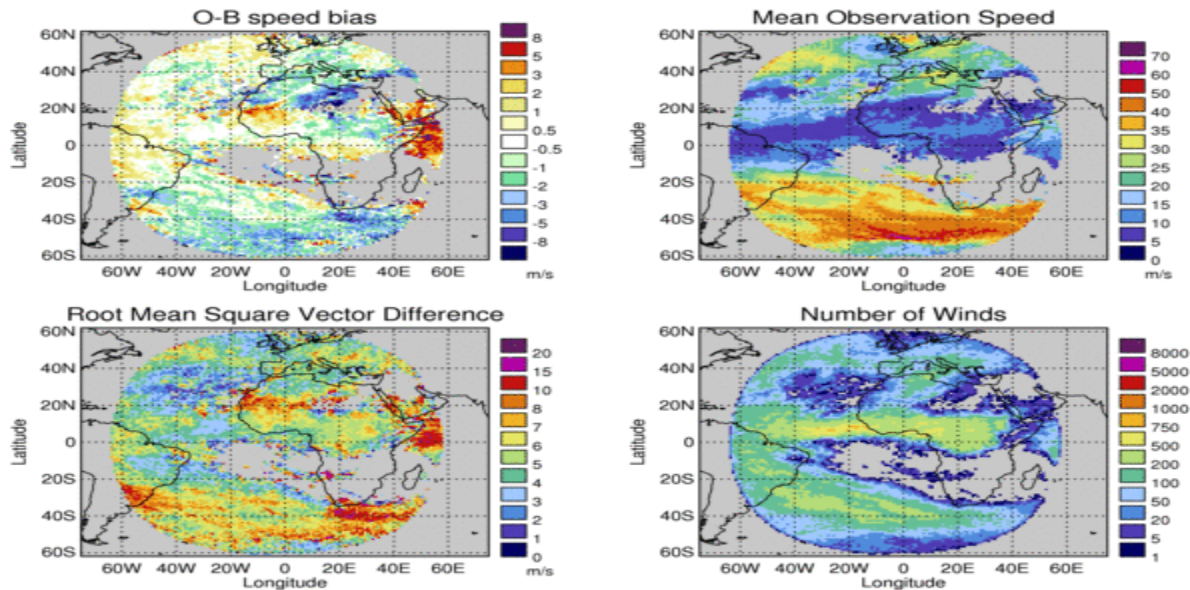 O-B speed bias
60N
40N
20N
0
20S
40S
60S
Latitude
60W 40W 20W 0 20E 40E 60E
Longitude
8
5
3
2
1
0.5
-0.5
-1
-2
-3
-5
-8
m/s
Mean Observation Speed
60N
40N
20N
0
20S
40S
60S
Latitude
60W 40W 20W 0 20E 40E 60E
Longitude
70
60
50
40
35
30
25
20
15
10
5
0
m/s
Root Mean Square Vector Difference
60N
40N
20N
0
20S
40S
60S
Latitude
60W 40W 20W 0 20E 40E 60E
Longitude
20
15
10
8
7
6
5
4
3
2
1
0
m/s
Number of Winds
60N
40N
20N
0
20S
40S
60S
Latitude
60W 40W 20W 0 20E 40E 60E
Longitude
8000
5000
2000
1000
750
500
200
100
50
20
5
1